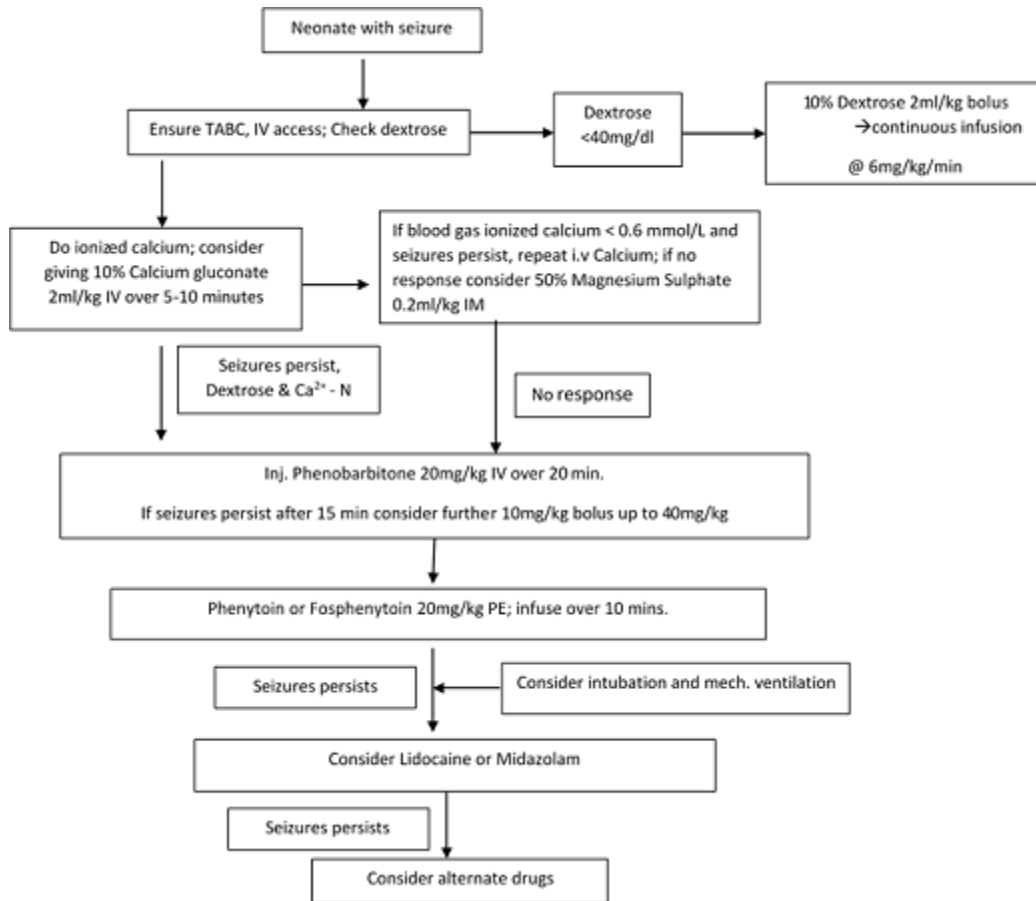 Neonate with seizure
Ensure TABC, IV access; Check dextrose
Dextrose
<40mg/dl
10% Dextrose 2ml/kg bolus
→continuous infusion
@ 6mg/kg/min
Do ionized calcium; consider
giving 10% Calcium gluconate
2ml/kg IV over 5-10 minutes
If blood gas ionized calcium < 0.6 mmol/L and
seizures persist, repeat i.v Calcium; if no
response consider 50% Magnesium Sulphate
0.2ml/kg IM
Seizures persist,
Dextrose & Ca²⁺ - N
No response
Inj. Phenobarbitone 20mg/kg IV over 20 min.
If seizures persist after 15 min consider further 10mg/kg bolus up to 40mg/kg
Phenytoin or Fosphenytoin 20mg/kg PE; infuse over 10 mins.
Seizures persists
Consider intubation and mech. ventilation
Consider Lidocaine or Midazolam
Seizures persists
Consider alternate drugs